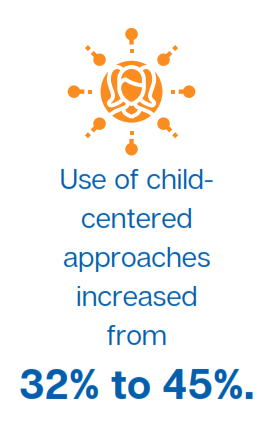 Use of child-
centered
approaches
increased
from
32% to 45%.